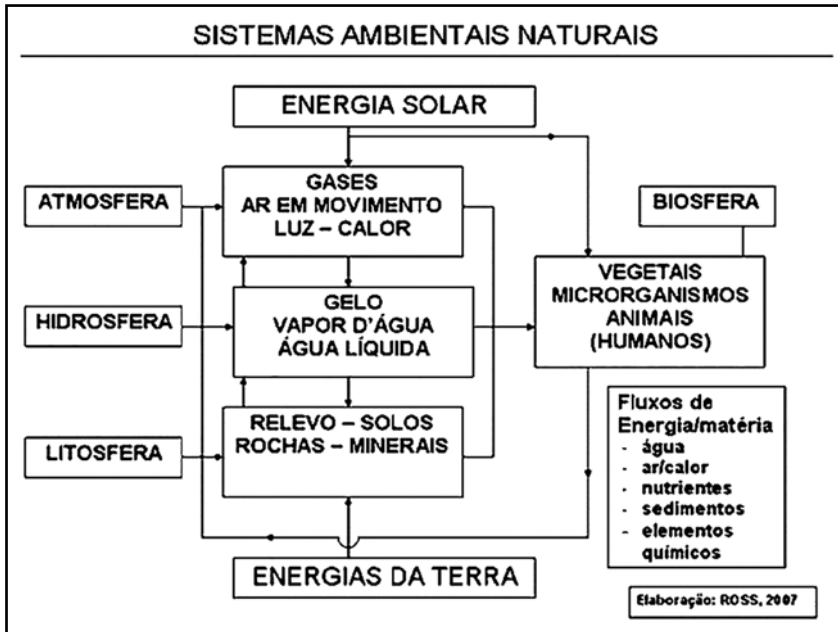 SISTEMAS AMBIENTAIS NATURAIS
ENERGIA SOLAR
ATMOSFERA
GASES
AR EM MOVIMENTO
LUZ – CALOR
BIOSFERA
HIDROSFERA
GELO
VAPOR D'ÁGUA
ÁGUA LÍQUIDA
VEGETAIS
MICRORGANISMOS
ANIMAIS
(HUMANOS)
LITOSFERA
RELEVO – SOLOS
ROCHAS – MINERAIS
Fluxos de
Energia/matéria
- água
- ar/calor
- nutrientes
- sedimentos
- elementos
químicos
ENERGIAS DA TERRA
Elaboração: ROSS, 2007